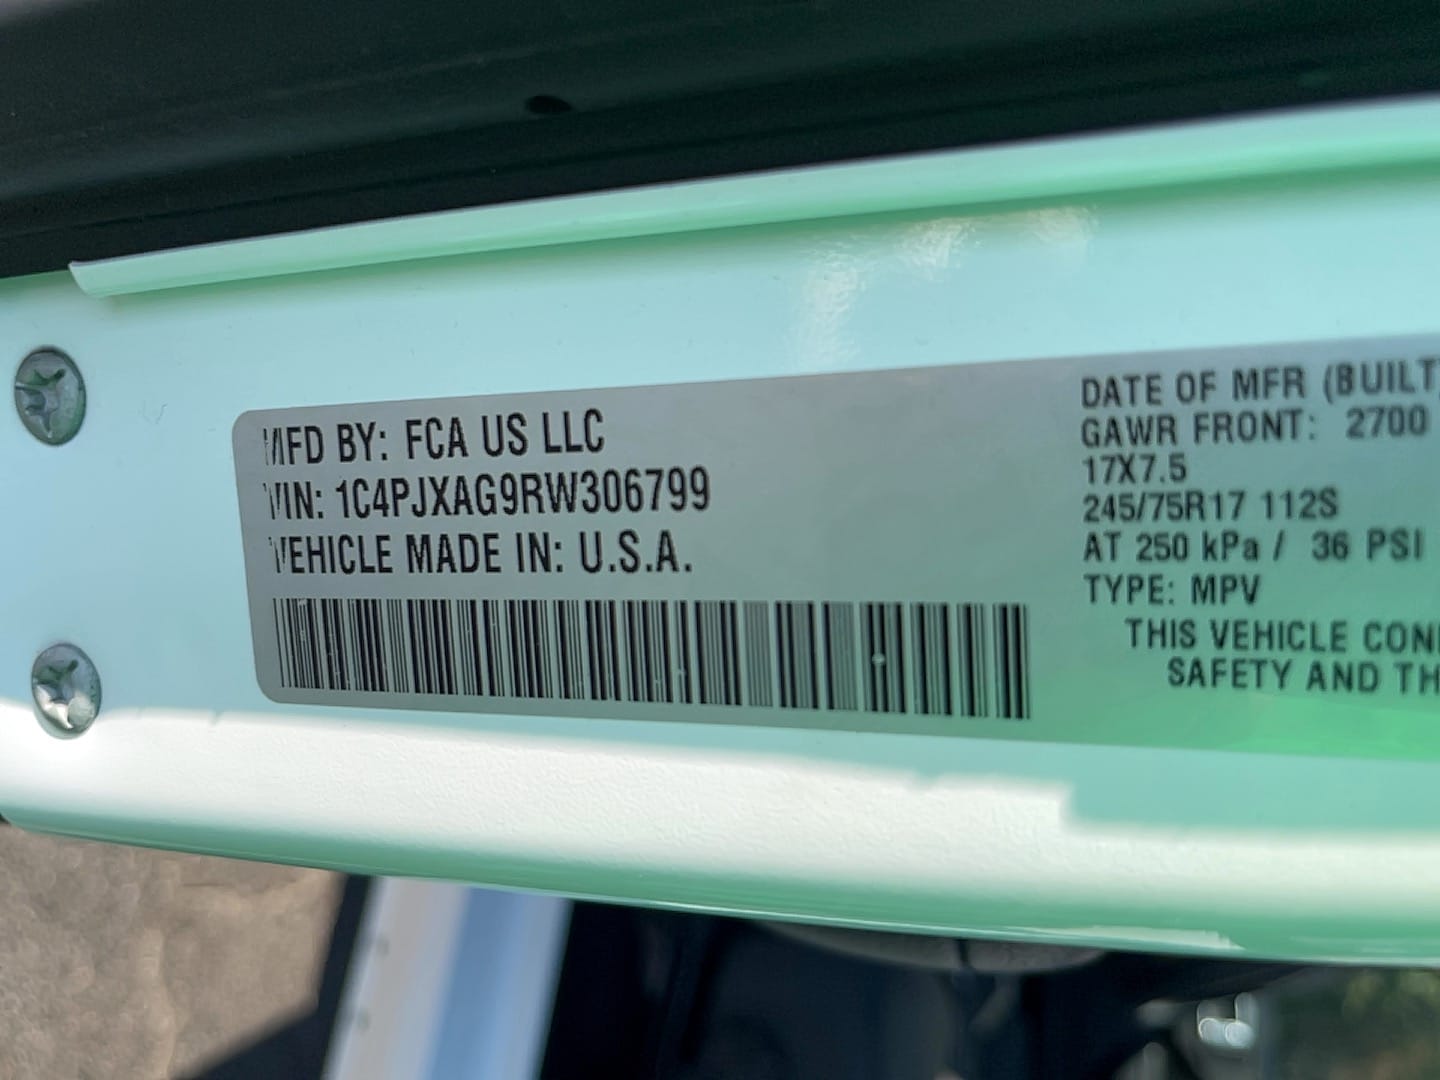 MFD BY: FCA US LLC
VIN: 1C4PJXAG9RW306799
VEHICLE MADE IN: U.S.A.
DATE OF MFR (BUILT)
GAWR FRONT: 2700
17X7.5
245/75R17 112S
AT 250 kPa / 36 PSI
TYPE: MPV
THIS VEHICLE CON
SAFETY AND TH